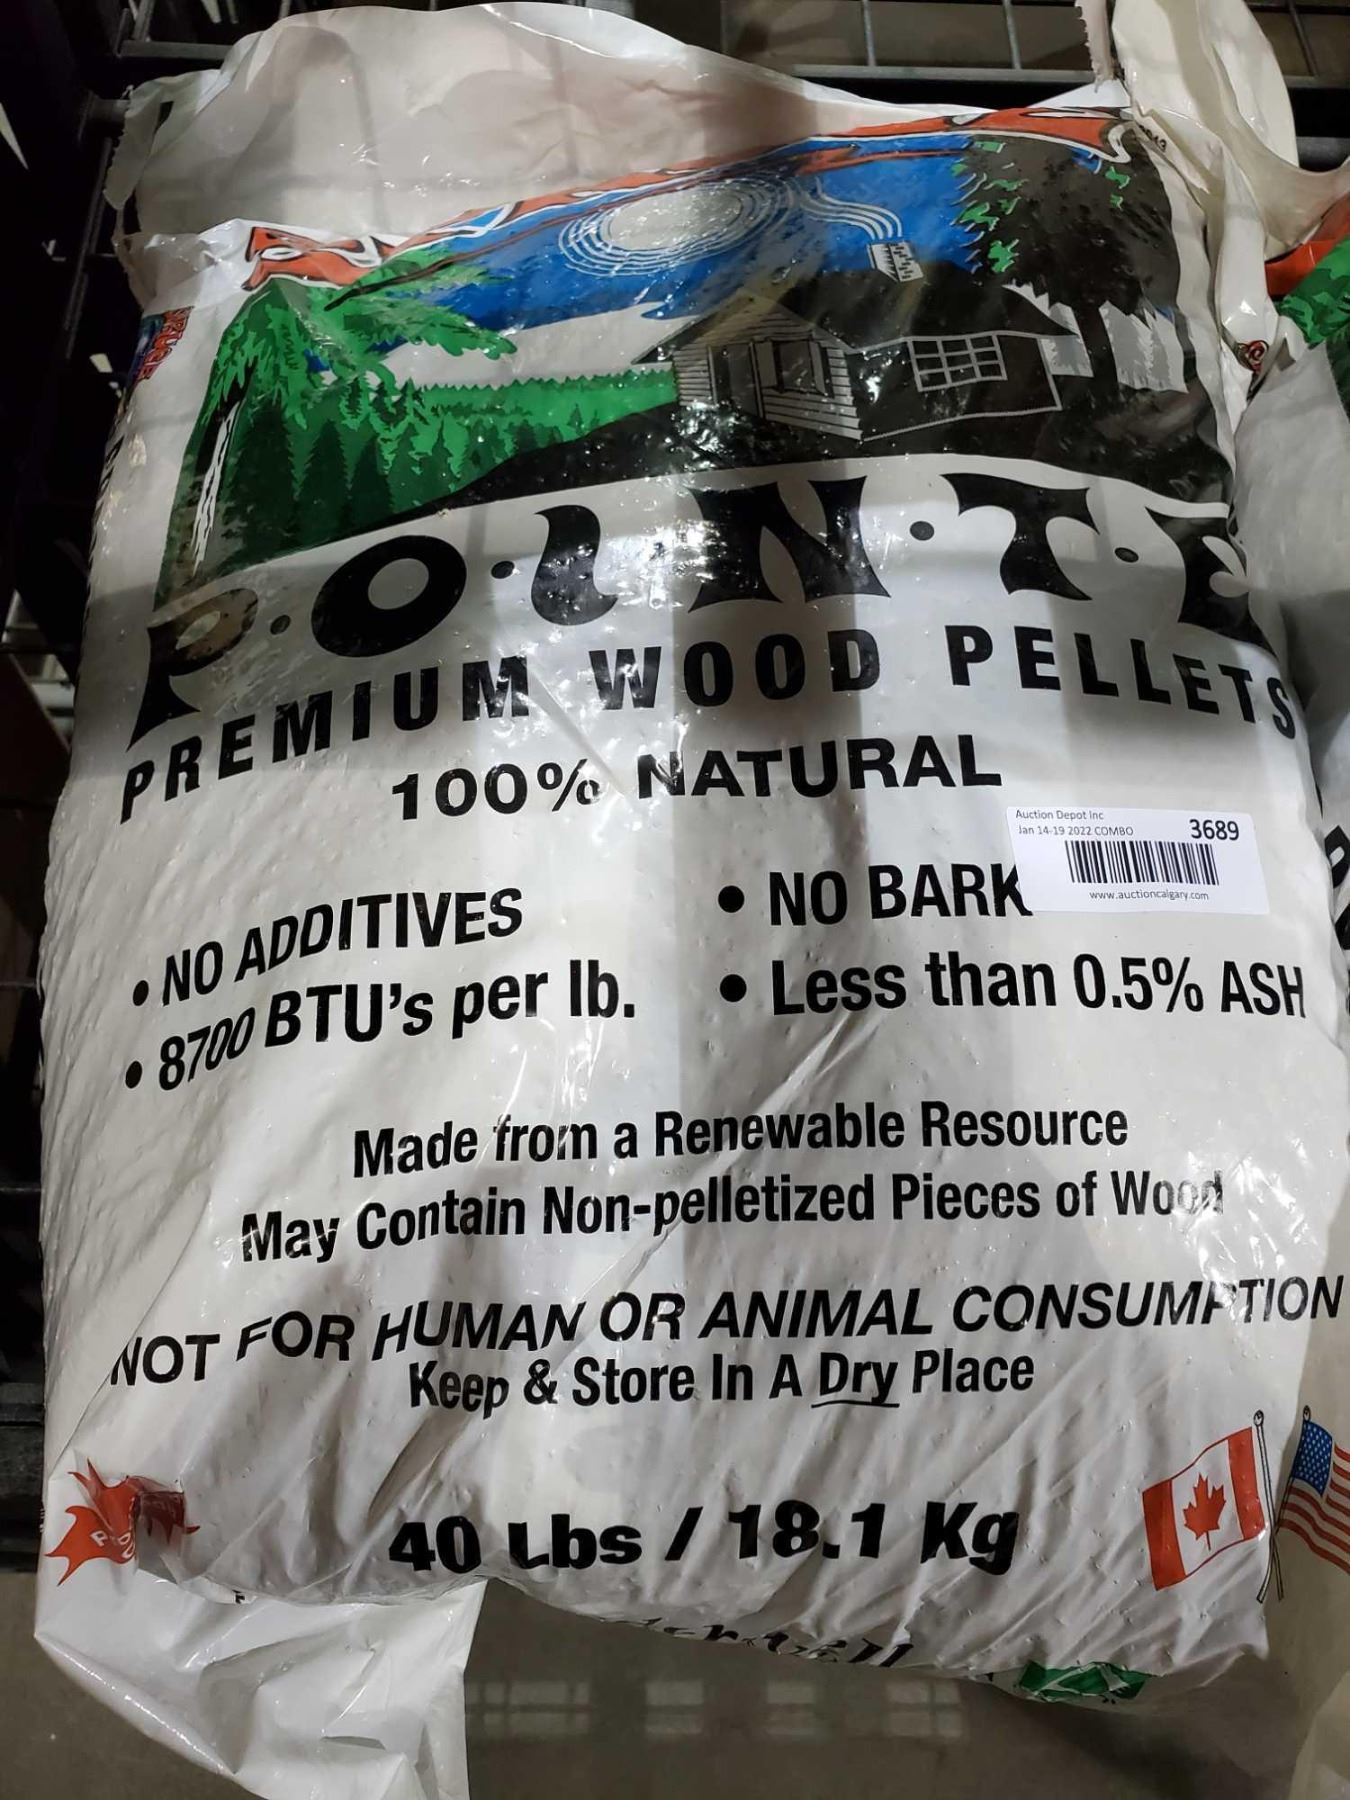 P·O·I·N·T·E
PREMIUM WOOD PELLETS
100% NATURAL
Auction Depot Inc
Jan 14-19 2022 COMBO
3689
www.auctioncalgary.com
• NO ADDITIVES
• NO BARK
• 8700 BTU's per lb.
• Less than 0.5% ASH
Made from a Renewable Resource
May Contain Non-pelletized Pieces of Wood
NOT FOR HUMAN OR ANIMAL CONSUMPTION
Keep & Store In A Dry Place
40 Lbs / 18.1 Kg